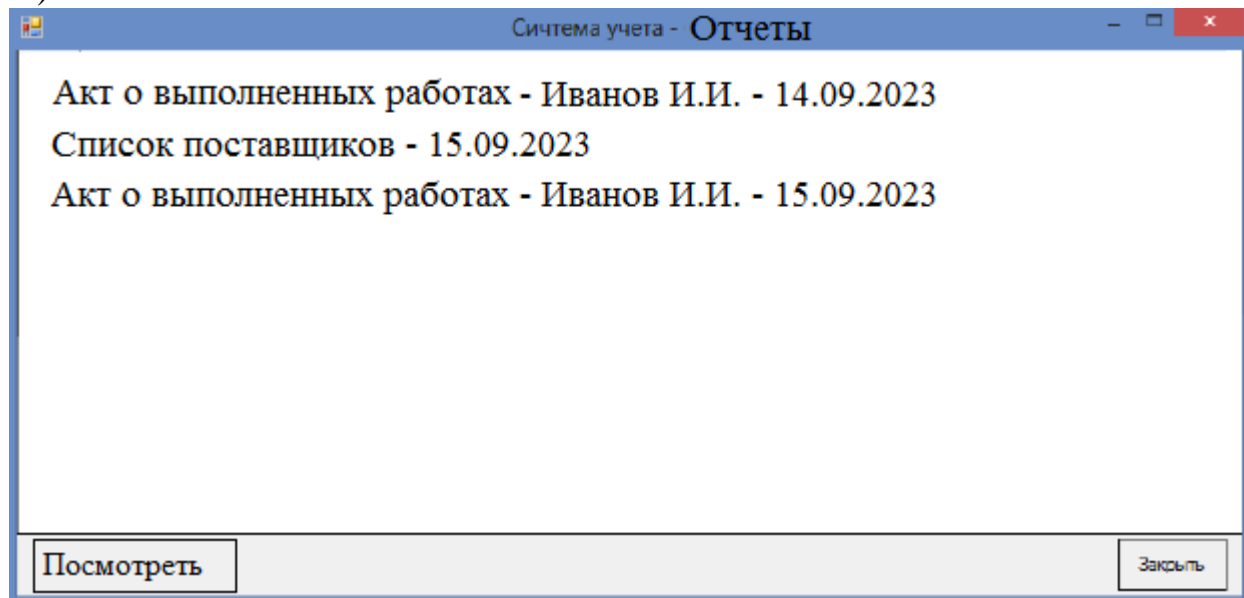 Сичтема учета - Отчеты
Акт о выполненных работах - Иванов И.И. - 14.09.2023
Список поставщиков - 15.09.2023
Акт о выполненных работах - Иванов И.И. - 15.09.2023
Посмотреть
Закрыть